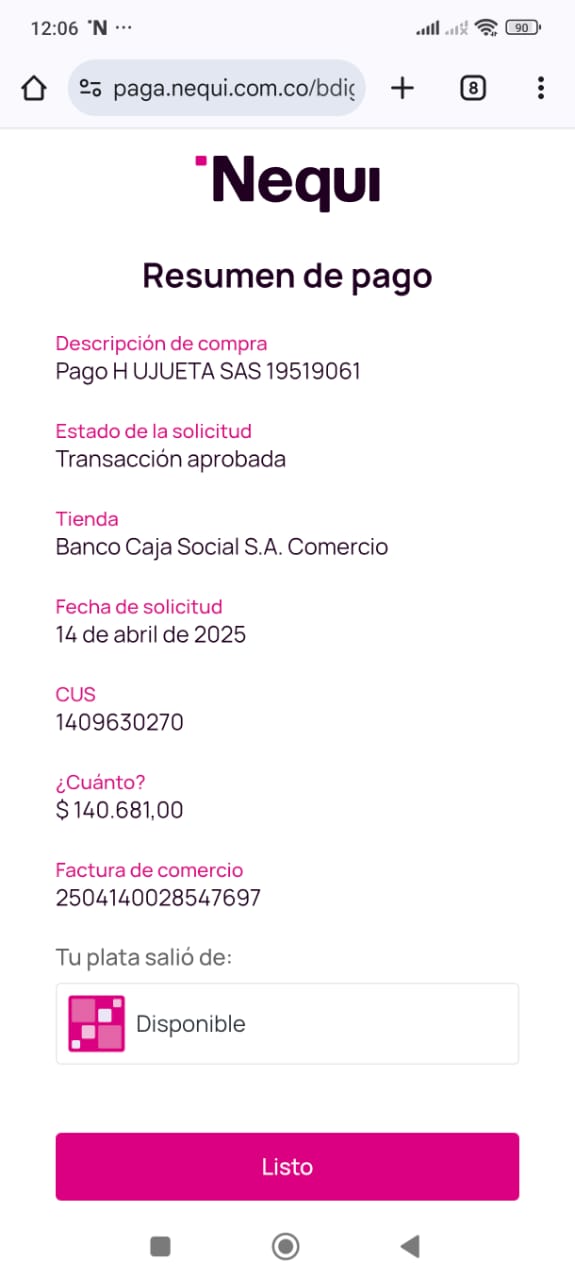 12:06 N ...
90
paga.nequi.com.co/bdig
8
Nequi
Resumen de pago
Descripción de compra
Pago H UJUETA SAS 19519061
Estado de la solicitud
Transacción aprobada
Tienda
Banco Caja Social S.A. Comercio
Fecha de solicitud
14 de abril de 2025
CUS
1409630270
¿Cuánto?
$ 140.681,00
Factura de comercio
2504140028547697
Tu plata salió de:
Disponible
Listo